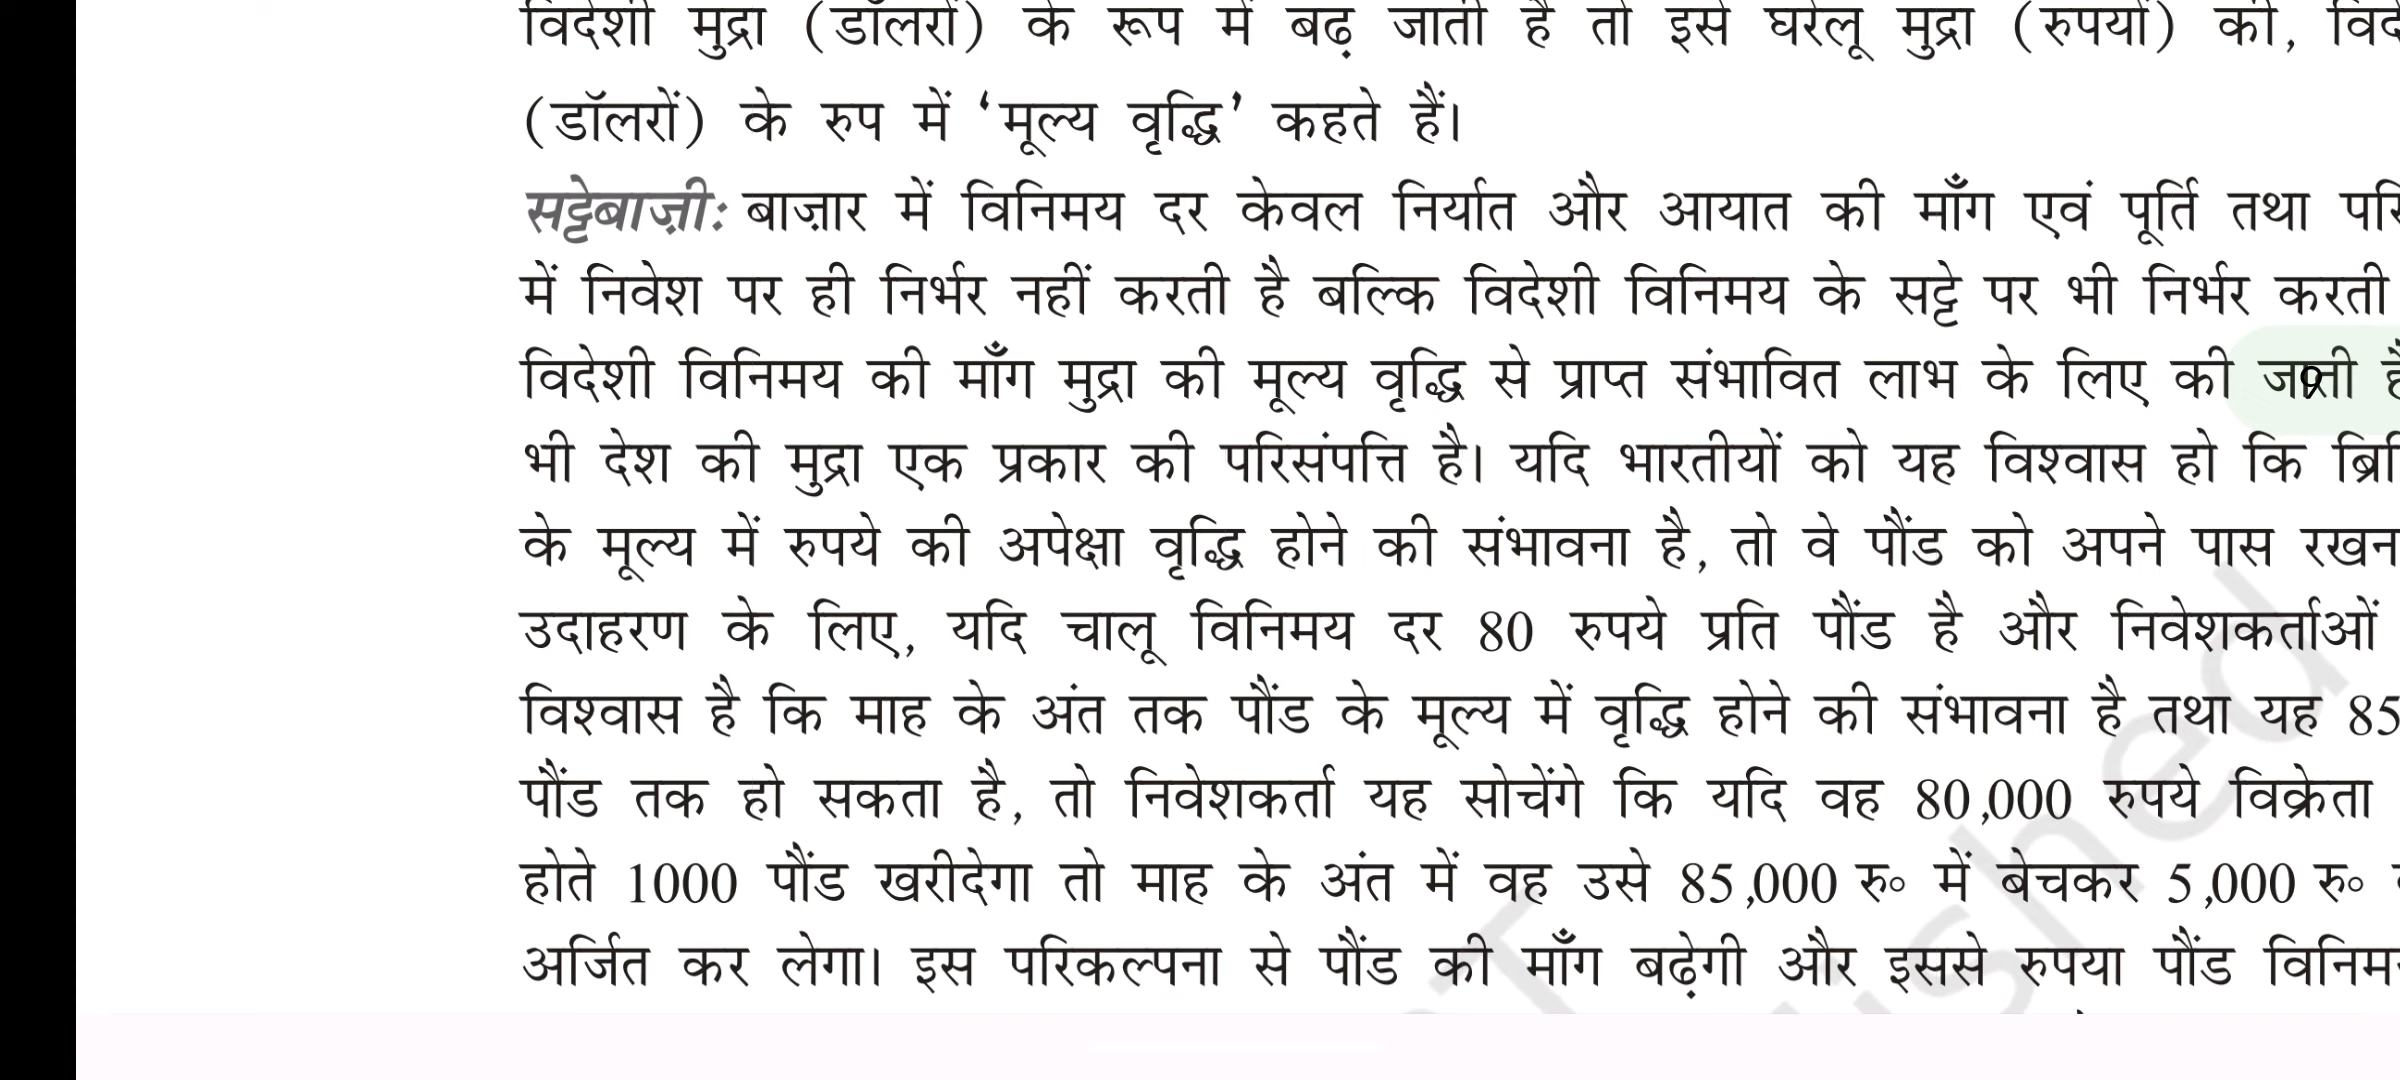 विदेशी मुद्रा (डॉलरों) के रूप में बढ़ जाती है तो इसे घरेलू मुद्रा (रुपयों) की,
(डॉलरों) के रुप में ‘मूल्य वृद्धि’ कहते हैं।
सट्टेबाज़ी: बाज़ार में विनिमय दर केवल निर्यात और आयात की माँग एवं पूर्ति तथा
में निवेश पर ही निर्भर नहीं करती है बल्कि विदेशी विनिमय के सट्टे पर भी निर्भर करती
विदेशी विनिमय की माँग मुद्रा की मूल्य वृद्धि से प्राप्त संभावित लाभ के लिए की जाती
भी देश की मुद्रा एक प्रकार की परिसंपत्ति है। यदि भारतीयों को यह विश्वास हो कि
के मूल्य में रुपये की अपेक्षा वृद्धि होने की संभावना है, तो वे पौंड को अपने पास
उदाहरण के लिए, यदि चालू विनिमय दर 80 रुपये प्रति पौंड है और निवेशकर्ताओं
विश्वास है कि माह के अंत तक पौंड के मूल्य में वृद्धि होने की संभावना है तथा यह 85
पौंड तक हो सकता है, तो निवेशकर्ता यह सोचेंगे कि यदि वह 80,000 रुपये विक्रेता
होते 1000 पौंड खरीदेगा तो माह के अंत में वह उसे 85,000 रु० में बेचकर 5,000 रु०
अर्जित कर लेगा। इस परिकल्पना से पौंड की माँग बढ़ेगी और इससे रुपया पौंड
9